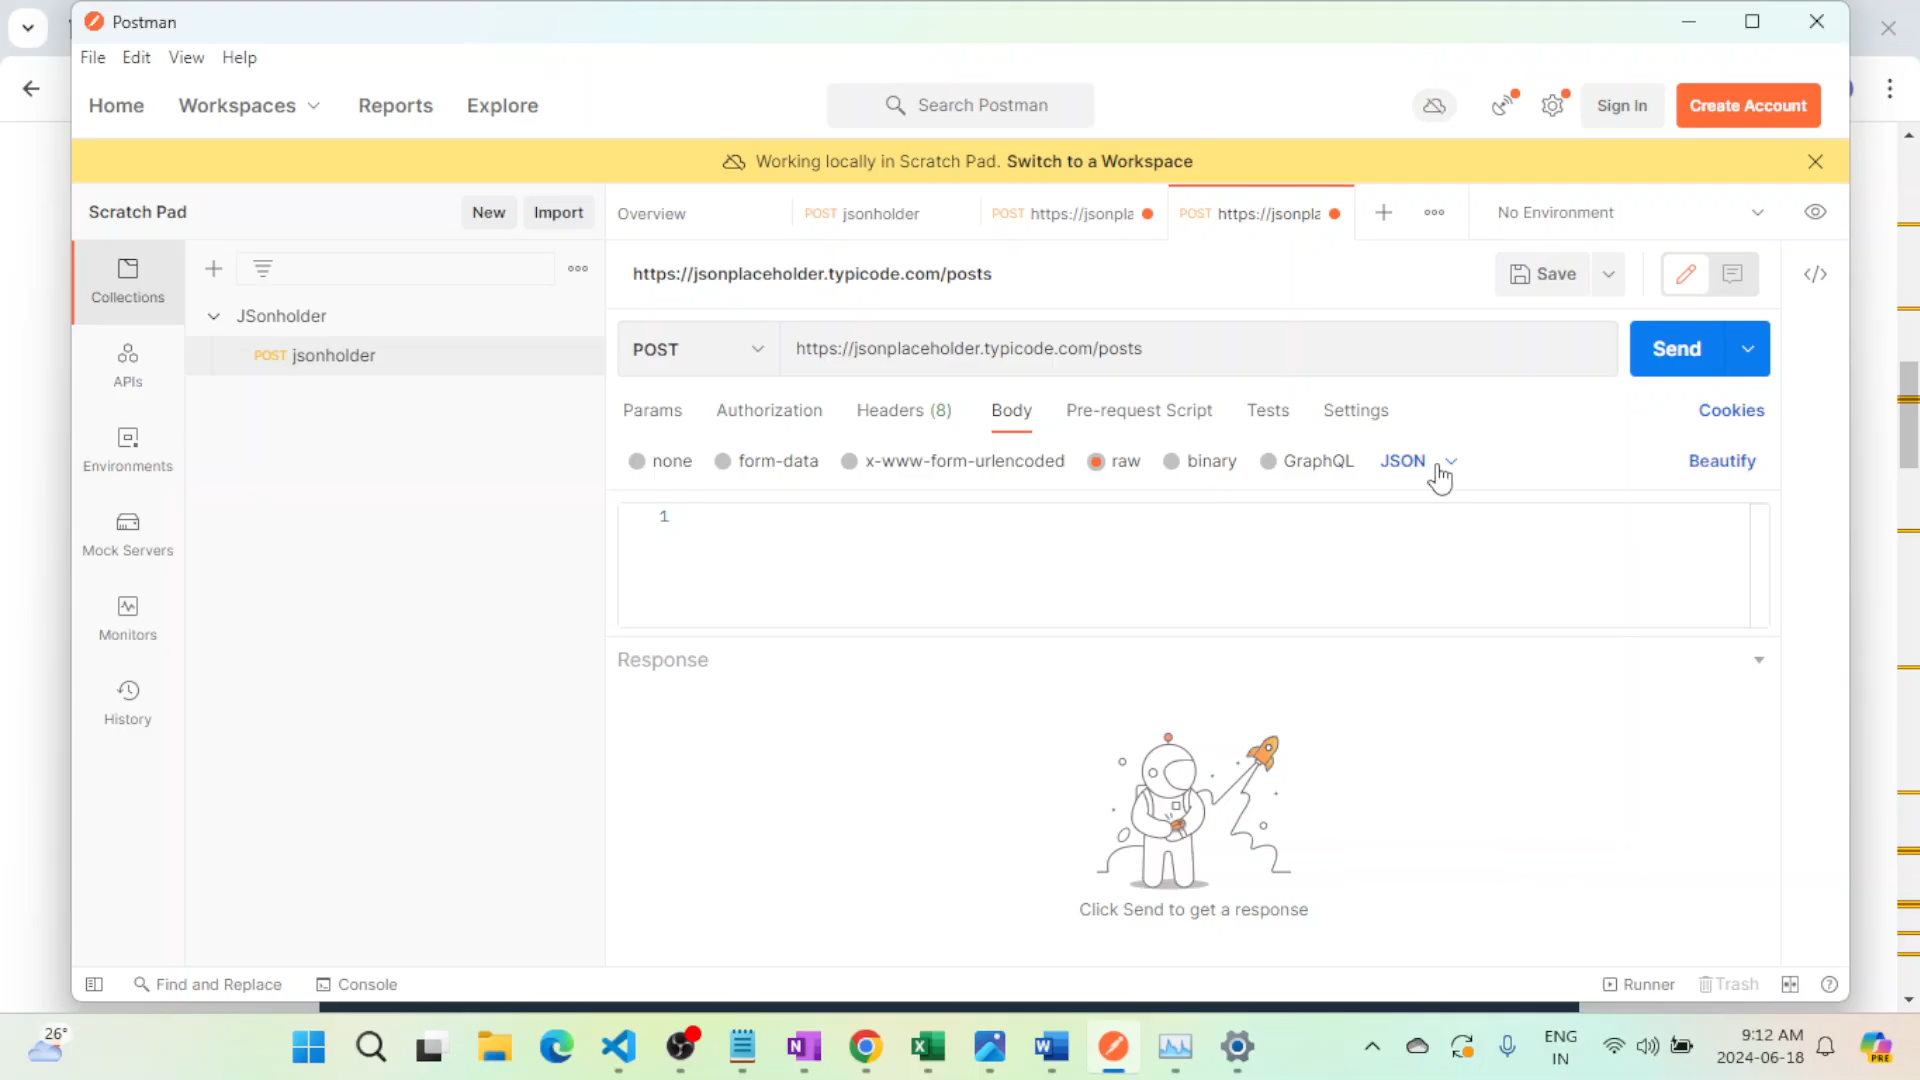 Postman
File Edit View Help
Home Workspaces Reports Explore Search Postman Sign In Create Account
Working locally in Scratch Pad. Switch to a Workspace
Scratch Pad New Import Overview POST jsonholder POST https://jsonpla POST https://jsonpla No Environment
Collections
JSonholder
POST jsonholder
APIs
Environments
Mock Servers
Monitors
History
https://jsonplaceholder.typicode.com/posts Save
POST https://jsonplaceholder.typicode.com/posts Send
Params Authorization Headers (8) Body Pre-request Script Tests Settings Cookies
none form-data x-www-form-urlencoded raw binary GraphQL JSON Beautify
1
Response
Click Send to get a response
Find and Replace Console Runner Trash
26°
ENG
IN
9:12 AM
2024-06-18
PRE